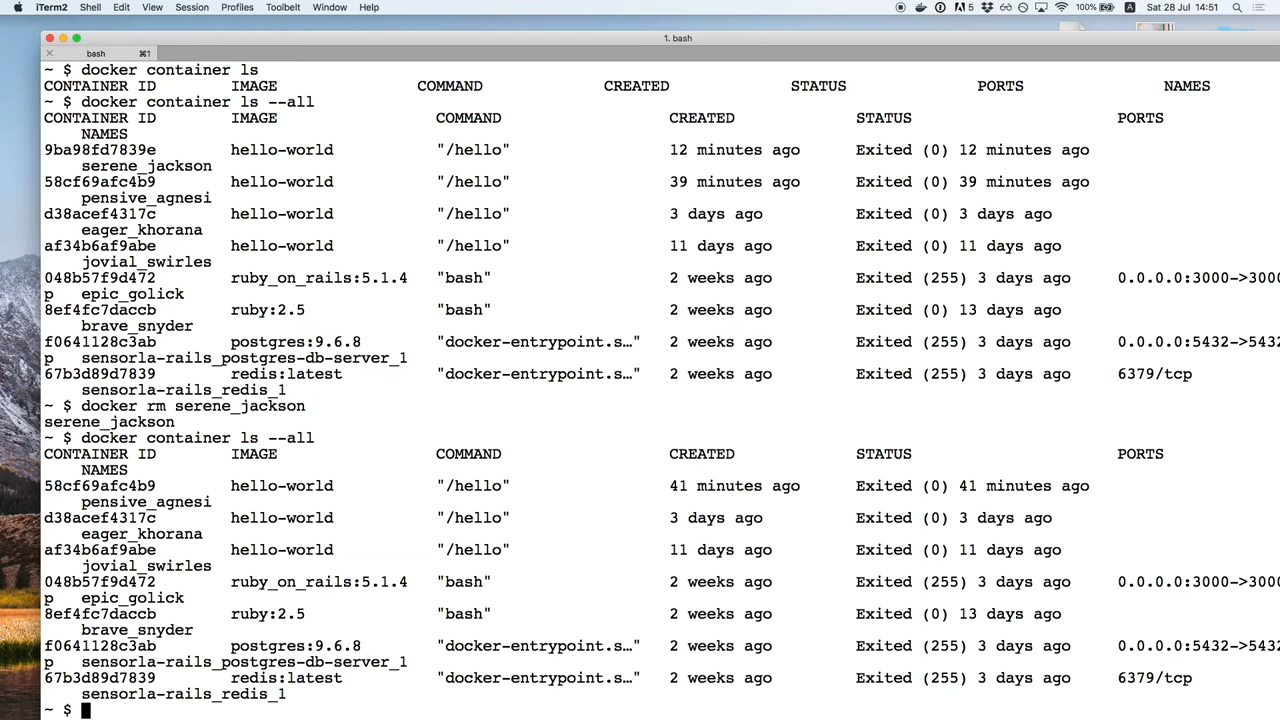 iTerm2 Shell Edit View Session Profiles Toolbelt Window Help 5 100% A Sat 28 Jul 14:51
1. bash
bash ⌘1
~ $ docker container ls
CONTAINER ID IMAGE COMMAND CREATED STATUS PORTS NAMES
~ $ docker container ls --all
CONTAINER ID IMAGE COMMAND CREATED STATUS PORTS
NAMES
9ba98fd7839e hello-world "/hello" 12 minutes ago Exited (0) 12 minutes ago
serene_jackson
58cf69afc4b9 hello-world "/hello" 39 minutes ago Exited (0) 39 minutes ago
pensive_agnesi
d38acef4317c hello-world "/hello" 3 days ago Exited (0) 3 days ago
eager_khorana
af34b6af9abe hello-world "/hello" 11 days ago Exited (0) 11 days ago
jovial_swirles
048b57f9d472 ruby_on_rails:5.1.4 "bash" 2 weeks ago Exited (255) 3 days ago 0.0.0.0:3000->3000
p epic_golick
8ef4fc7daccb ruby:2.5 "bash" 2 weeks ago Exited (0) 13 days ago
brave_snyder
f0641128c3ab postgres:9.6.8 "docker-entrypoint.s…" 2 weeks ago Exited (255) 3 days ago 0.0.0.0:5432->5432
p sensorla-rails_postgres-db-server_1
67b3d89d7839 redis:latest "docker-entrypoint.s…" 2 weeks ago Exited (255) 3 days ago 6379/tcp
sensorla-rails_redis_1
~ $ docker rm serene_jackson
serene_jackson
~ $ docker container ls --all
CONTAINER ID IMAGE COMMAND CREATED STATUS PORTS
NAMES
58cf69afc4b9 hello-world "/hello" 41 minutes ago Exited (0) 41 minutes ago
pensive_agnesi
d38acef4317c hello-world "/hello" 3 days ago Exited (0) 3 days ago
eager_khorana
af34b6af9abe hello-world "/hello" 11 days ago Exited (0) 11 days ago
jovial_swirles
048b57f9d472 ruby_on_rails:5.1.4 "bash" 2 weeks ago Exited (255) 3 days ago 0.0.0.0:3000->3000
p epic_golick
8ef4fc7daccb ruby:2.5 "bash" 2 weeks ago Exited (0) 13 days ago
brave_snyder
f0641128c3ab postgres:9.6.8 "docker-entrypoint.s…" 2 weeks ago Exited (255) 3 days ago 0.0.0.0:5432->5432
p sensorla-rails_postgres-db-server_1
67b3d89d7839 redis:latest "docker-entrypoint.s…" 2 weeks ago Exited (255) 3 days ago 6379/tcp
sensorla-rails_redis_1
~ $